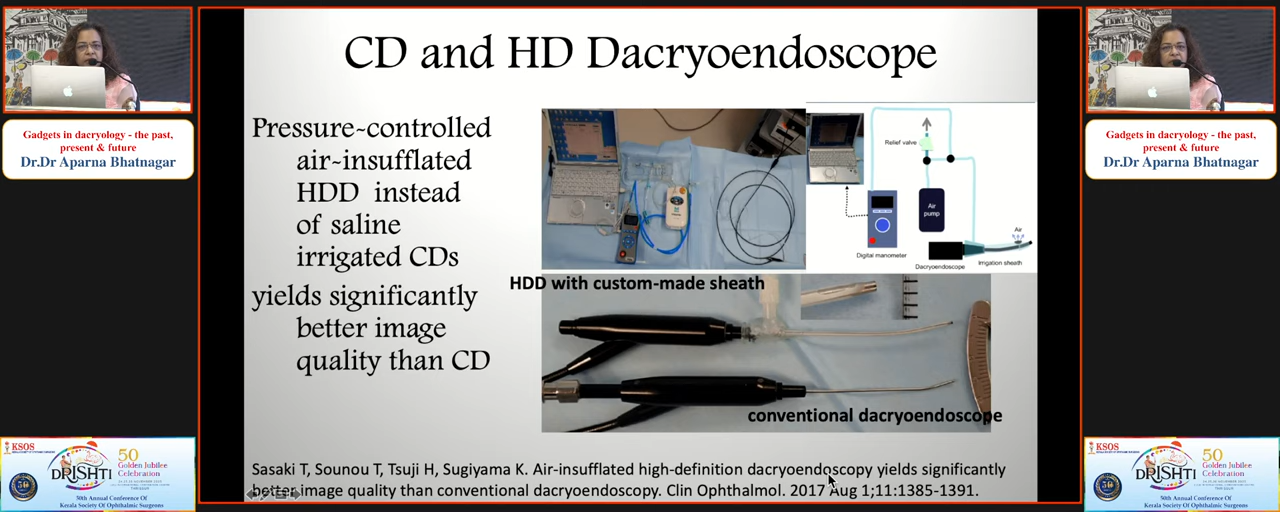 CD and HD Dacryoendoscope
Pressure-controlled
air-insufflated
HDD instead
of saline
irrigated CDs
yields significantly
better image
quality than CD
Relief valve
Air
pump
Air
Digital manometer
Dacryoendoscope
Irrigation sheath
HDD with custom-made sheath
conventional dacryoendoscope
Sasaki T, Sounou T, Tsuji H, Sugiyama K. Air-insufflated high-definition dacryoendoscopy yields significantly
better image quality than conventional dacryoendoscopy. Clin Ophthalmol. 2017 Aug 1;11:1385-1391.
Gadgets in dacryology - the past,
present & future
Dr.Dr Aparna Bhatnagar
Gadgets in dacryology - the past,
present & future
Dr.Dr Aparna Bhatnagar
KSOS
DRISHTI
50
Golden Jubilee
Celebration
50th Annual Conference Of
Kerala Society Of Ophthalmic Surgeons
KSOS
DRISHTI
50
Golden Jubilee
Celebration
50th Annual Conference Of
Kerala Society Of Ophthalmic Surgeons